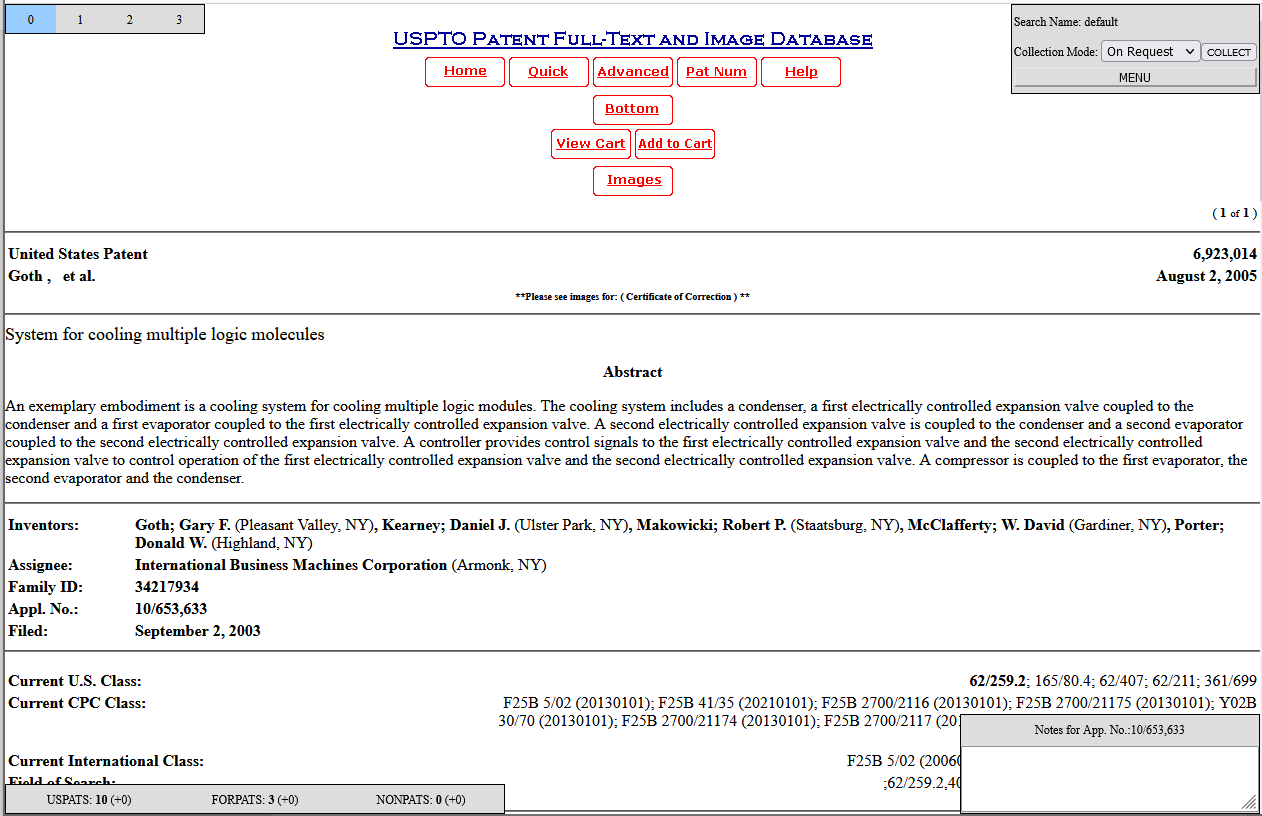 0 1 2 3
Search Name: default
Collection Mode: On Request COLLECT
MENU
USPTO PATENT FULL-TEXT AND IMAGE DATABASE
Home Quick Advanced Pat Num Help
Bottom
View Cart Add to Cart
Images
( 1 of 1 )
United States Patent 6,923,014
Goth , et al. August 2, 2005
**Please see images for: ( Certificate of Correction ) **
System for cooling multiple logic molecules
Abstract
An exemplary embodiment is a cooling system for cooling multiple logic modules. The cooling system includes a condenser, a first electrically controlled expansion valve coupled to the
condenser and a first evaporator coupled to the first electrically controlled expansion valve. A second electrically controlled expansion valve is coupled to the condenser and a second evaporator
coupled to the second electrically controlled expansion valve. A controller provides control signals to the first electrically controlled expansion valve and the second electrically controlled
expansion valve to control operation of the first electrically controlled expansion valve and the second electrically controlled expansion valve. A compressor is coupled to the first evaporator, the
second evaporator and the condenser.
Inventors: Goth; Gary F. (Pleasant Valley, NY), Kearney; Daniel J. (Ulster Park, NY), Makowicki; Robert P. (Staatsburg, NY), McClafferty; W. David (Gardiner, NY), Porter;
Donald W. (Highland, NY)
Assignee: International Business Machines Corporation (Armonk, NY)
Family ID: 34217934
Appl. No.: 10/653,633
Filed: September 2, 2003
Current U.S. Class: 62/259.2; 165/80.4; 62/407; 62/211; 361/699
Current CPC Class: F25B 5/02 (20130101); F25B 41/35 (20210101); F25B 2700/2116 (20130101); F25B 2700/21175 (20130101); Y02B
30/70 (20130101); F25B 2700/21174 (20130101); F25B 2700/2117 (201
Notes for App. No.:10/653,633
Current International Class: F25B 5/02 (20060
Field of Search: ;62/259.2,40
USPATS: 10 (+0) FORPATS: 3 (+0) NONPATS: 0 (+0)